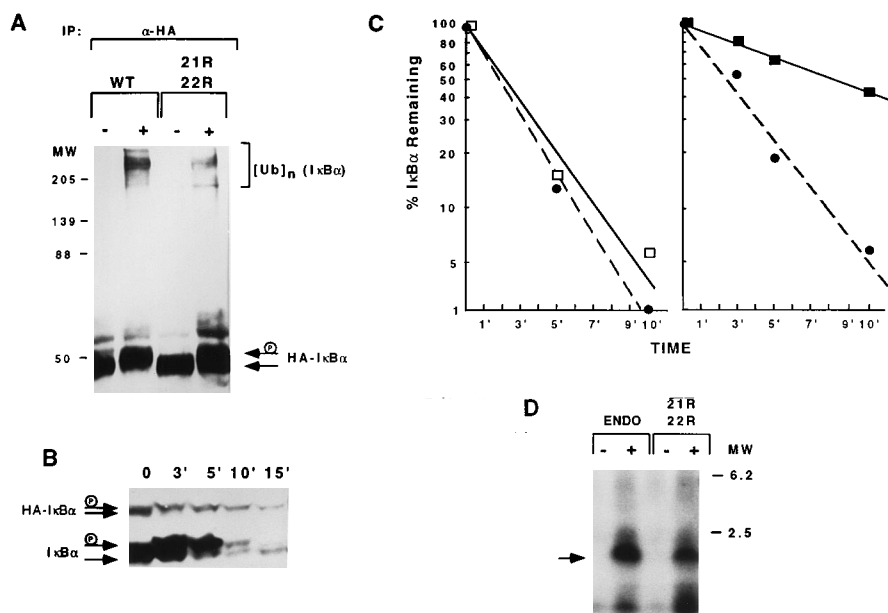 A
IP:
α-HA
WT
21R
22R
- + - +
MW
205
139
88
50
[Ub]n (IκBα)
P
HA-IκBα
B
0 3' 5' 10' 15'
P
HA-IκBα
P
IκBα
C
% IκBα Remaining
100
80
60
50
40
30
20
10
5
1
1' 3' 5' 7' 9' 10'
1' 3' 5' 7' 9' 10'
TIME
D
ENDO
21R
22R
- + - +
MW
6.2
2.5